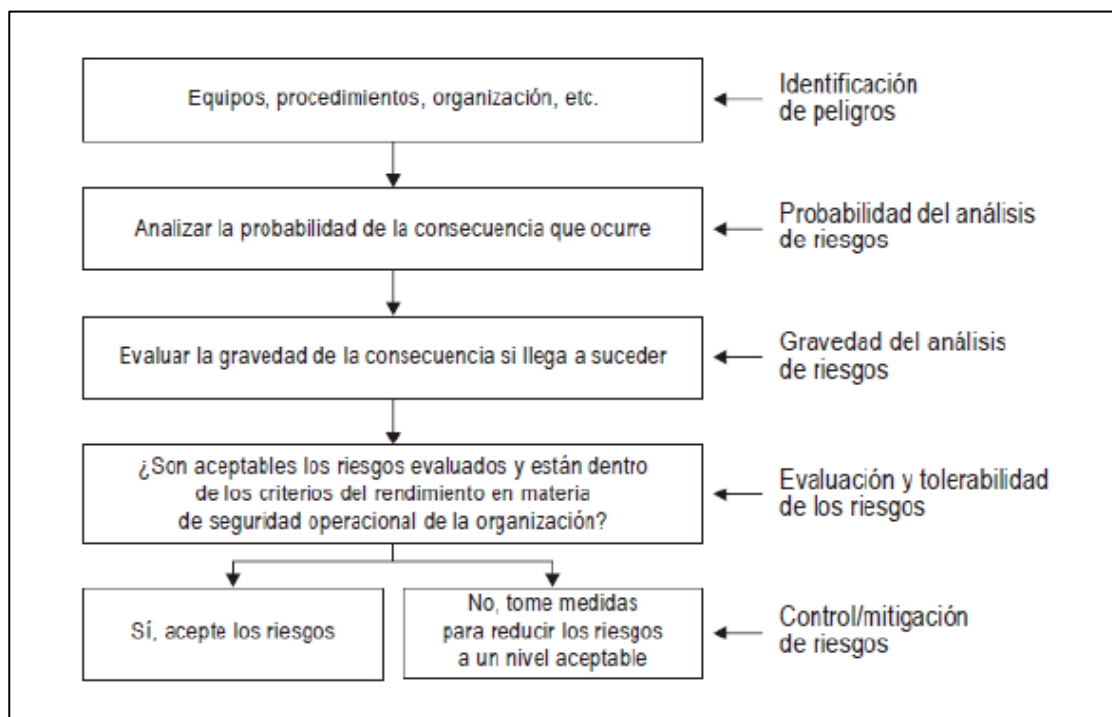 Equipos, procedimientos, organización, etc.
Identificación
de peligros
Analizar la probabilidad de la consecuencia que ocurre
Probabilidad del análisis
de riesgos
Evaluar la gravedad de la consecuencia si llega a suceder
Gravedad del análisis
de riesgos
¿Son aceptables los riesgos evaluados y están dentro
de los criterios del rendimiento en materia
de seguridad operacional de la organización?
Evaluación y tolerabilidad
de los riesgos
Sí, acepte los riesgos
No, tome medidas
para reducir los riesgos
a un nivel aceptable
Control/mitigación
de riesgos